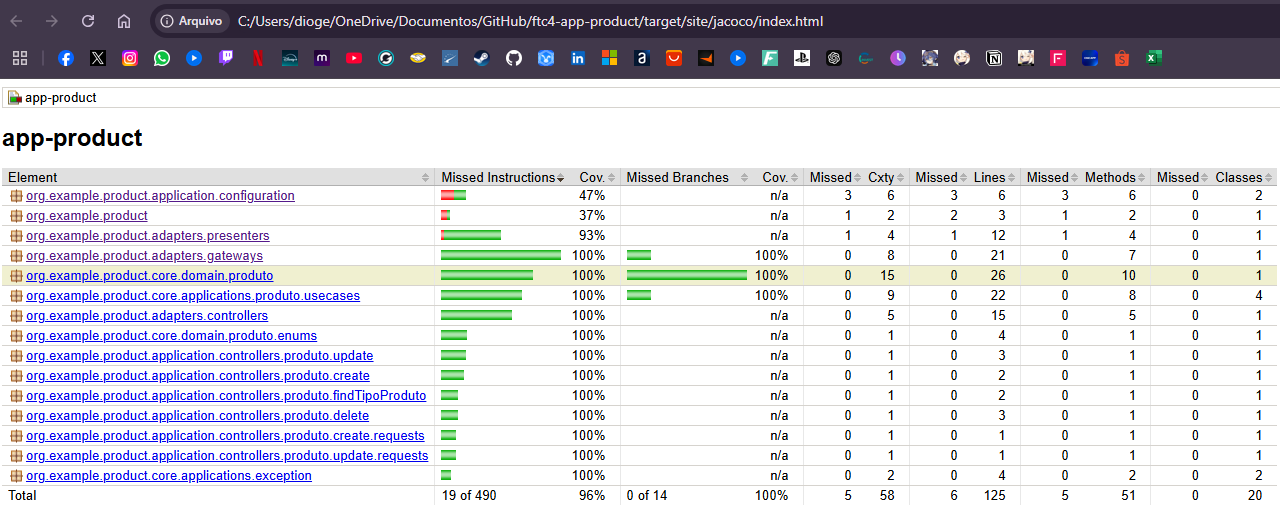 Arquivo C:/Users/dioge/OneDrive/Documentos/GitHub/ftc4-app-product/target/site/jacoco/index.html
app-product
app-product
Element Missed Instructions Cov. Missed Branches Cov. Missed Cxty Missed Lines Missed Methods Missed Classes
org.example.product.application.configuration 47% n/a 3 6 3 6 3 6 0 2
org.example.product 37% n/a 1 2 2 3 1 2 0 1
org.example.product.adapters.presenters 93% n/a 1 4 1 12 1 4 0 1
org.example.product.adapters.gateways 100% 100% 0 8 0 21 0 7 0 1
org.example.product.core.domain.produto 100% 100% 0 15 0 26 0 10 0 1
org.example.product.core.applications.produto.usecases 100% 100% 0 9 0 22 0 8 0 4
org.example.product.adapters.controllers 100% n/a 0 5 0 15 0 5 0 1
org.example.product.core.domain.produto.enums 100% n/a 0 1 0 4 0 1 0 1
org.example.product.application.controllers.produto.update 100% n/a 0 1 0 3 0 1 0 1
org.example.product.application.controllers.produto.create 100% n/a 0 1 0 2 0 1 0 1
org.example.product.application.controllers.produto.findTipoProduto 100% n/a 0 1 0 2 0 1 0 1
org.example.product.application.controllers.produto.delete 100% n/a 0 1 0 3 0 1 0 1
org.example.product.application.controllers.produto.create.requests 100% n/a 0 1 0 1 0 1 0 1
org.example.product.application.controllers.produto.update.requests 100% n/a 0 1 0 1 0 1 0 1
org.example.product.core.applications.exception 100% n/a 0 2 0 4 0 2 0 2
Total 19 of 490 96% 0 of 14 100% 5 58 6 125 5 51 0 20